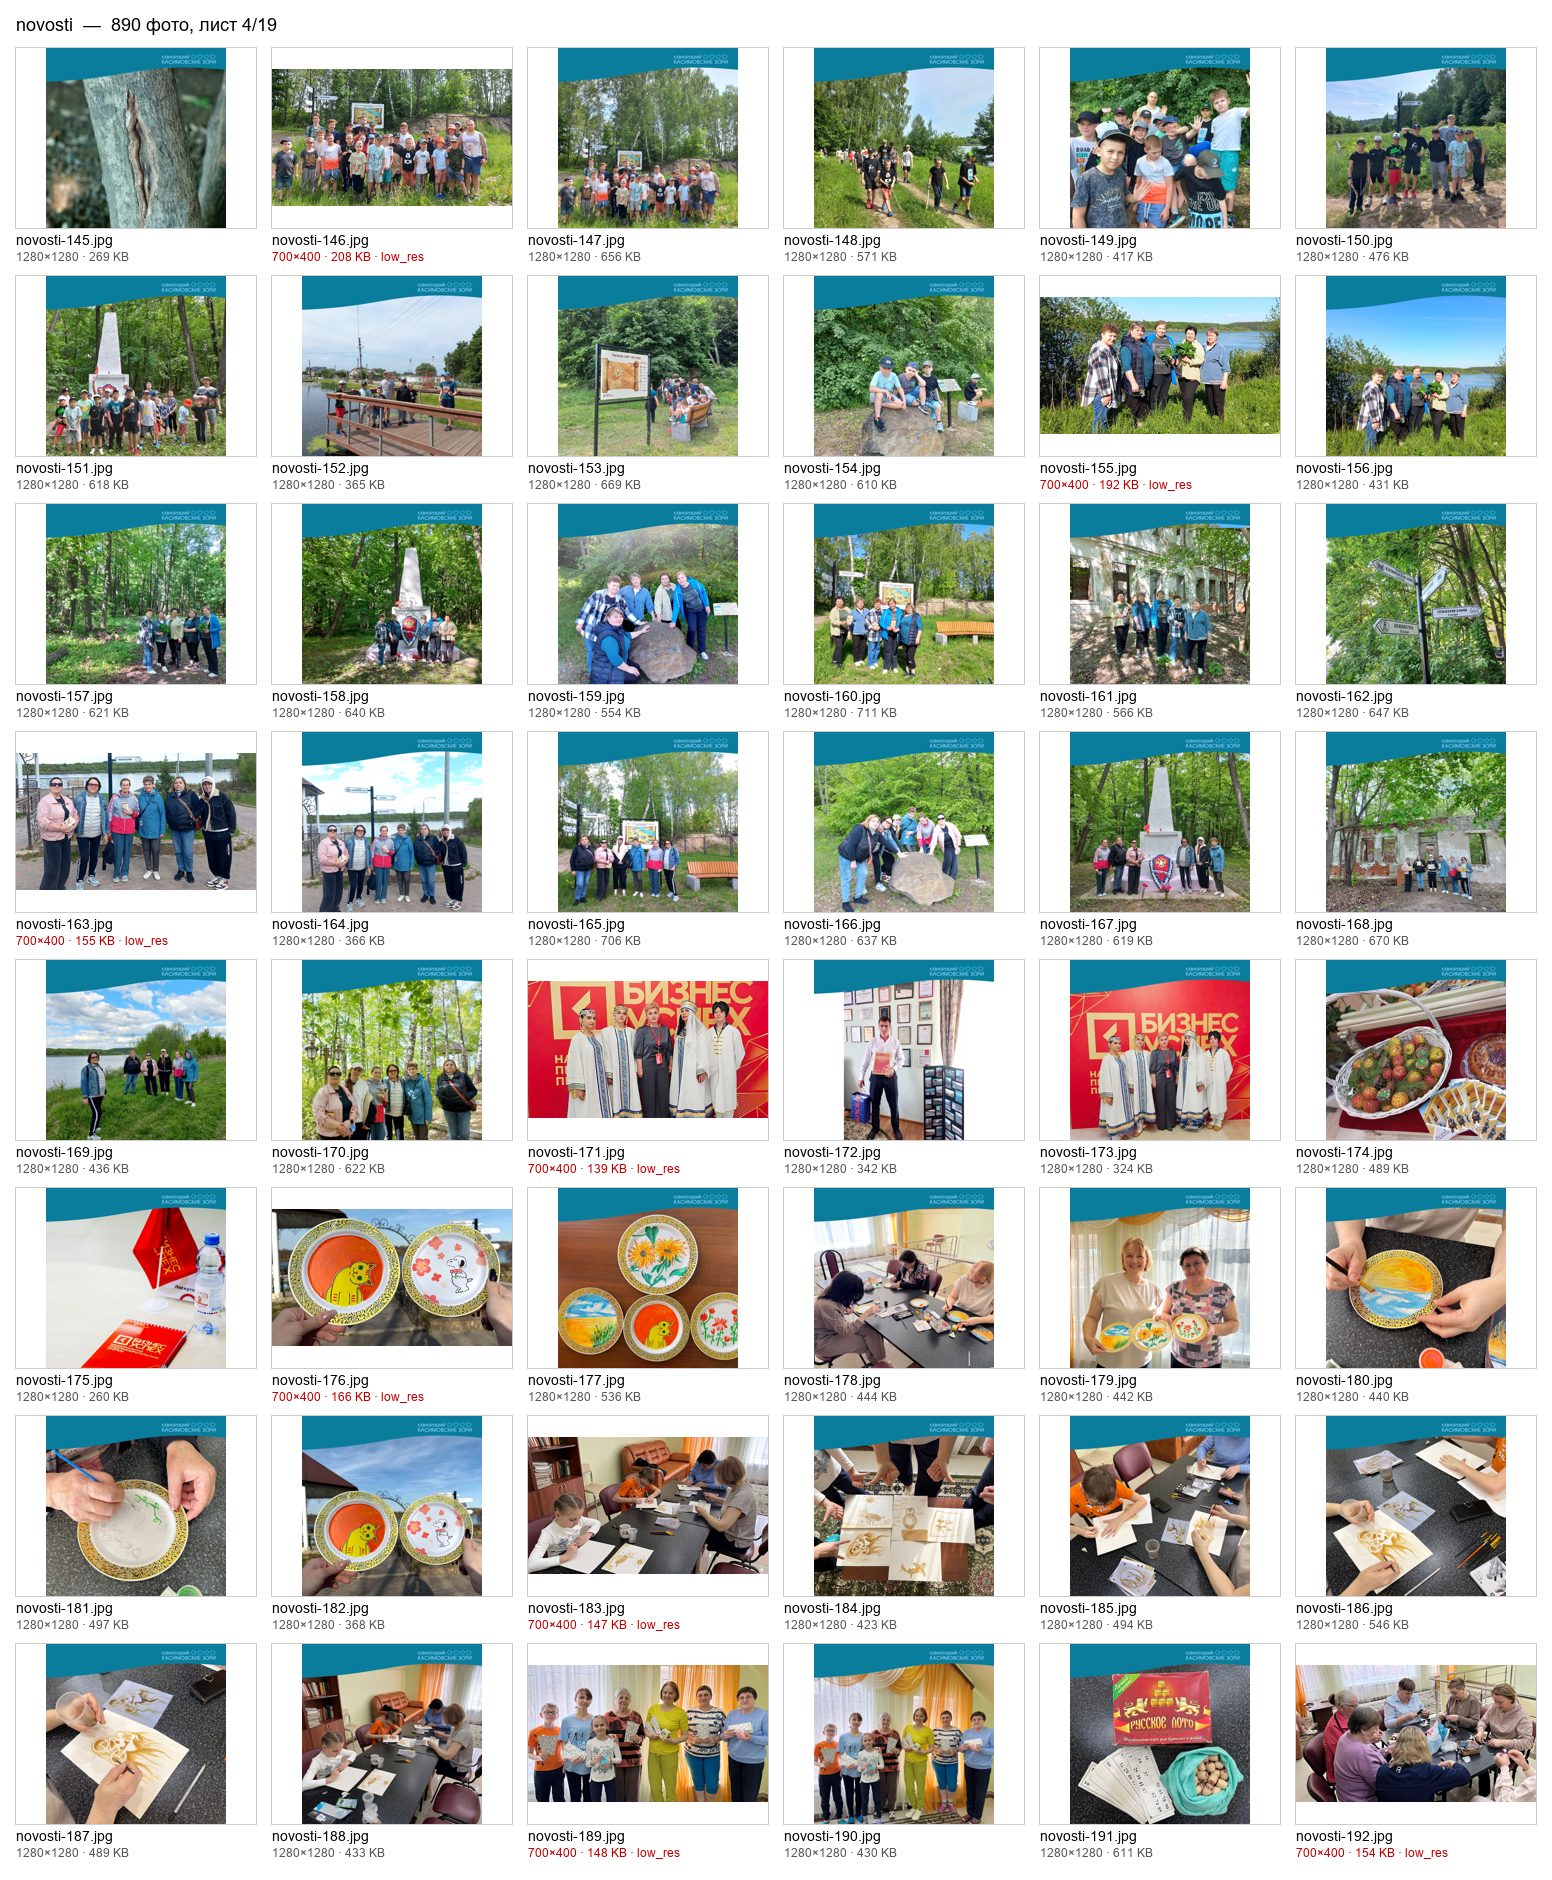 novosti — 890 фото, лист 4/19
санаторий
КАСИМОВСКИЕ ЗОРИ
novosti-145.jpg
1280×1280 · 269 KB
novosti-146.jpg
700×400 · 208 KB · low_res
novosti-147.jpg
1280×1280 · 656 KB
novosti-148.jpg
1280×1280 · 571 KB
novosti-149.jpg
1280×1280 · 417 KB
novosti-150.jpg
1280×1280 · 476 KB
novosti-151.jpg
1280×1280 · 618 KB
novosti-152.jpg
1280×1280 · 365 KB
novosti-153.jpg
1280×1280 · 669 KB
novosti-154.jpg
1280×1280 · 610 KB
novosti-155.jpg
700×400 · 192 KB · low_res
novosti-156.jpg
1280×1280 · 431 KB
novosti-157.jpg
1280×1280 · 621 KB
novosti-158.jpg
1280×1280 · 640 KB
novosti-159.jpg
1280×1280 · 554 KB
novosti-160.jpg
1280×1280 · 711 KB
novosti-161.jpg
1280×1280 · 566 KB
novosti-162.jpg
1280×1280 · 647 KB
novosti-163.jpg
700×400 · 155 KB · low_res
novosti-164.jpg
1280×1280 · 366 KB
novosti-165.jpg
1280×1280 · 706 KB
novosti-166.jpg
1280×1280 · 637 KB
novosti-167.jpg
1280×1280 · 619 KB
novosti-168.jpg
1280×1280 · 670 KB
БИЗНЕС
УСПЕХ
novosti-169.jpg
1280×1280 · 436 KB
novosti-170.jpg
1280×1280 · 622 KB
novosti-171.jpg
700×400 · 139 KB · low_res
novosti-172.jpg
1280×1280 · 342 KB
novosti-173.jpg
1280×1280 · 324 KB
novosti-174.jpg
1280×1280 · 489 KB
БИЗНЕС
УСПЕХ
novosti-175.jpg
1280×1280 · 260 KB
novosti-176.jpg
700×400 · 166 KB · low_res
novosti-177.jpg
1280×1280 · 536 KB
novosti-178.jpg
1280×1280 · 444 KB
novosti-179.jpg
1280×1280 · 442 KB
novosti-180.jpg
1280×1280 · 440 KB
novosti-181.jpg
1280×1280 · 497 KB
novosti-182.jpg
1280×1280 · 368 KB
novosti-183.jpg
700×400 · 147 KB · low_res
novosti-184.jpg
1280×1280 · 423 KB
novosti-185.jpg
1280×1280 · 494 KB
novosti-186.jpg
1280×1280 · 546 KB
РУССКОЕ ЛОТО
novosti-187.jpg
1280×1280 · 489 KB
novosti-188.jpg
1280×1280 · 433 KB
novosti-189.jpg
700×400 · 148 KB · low_res
novosti-190.jpg
1280×1280 · 430 KB
novosti-191.jpg
1280×1280 · 611 KB
novosti-192.jpg
700×400 · 154 KB · low_res